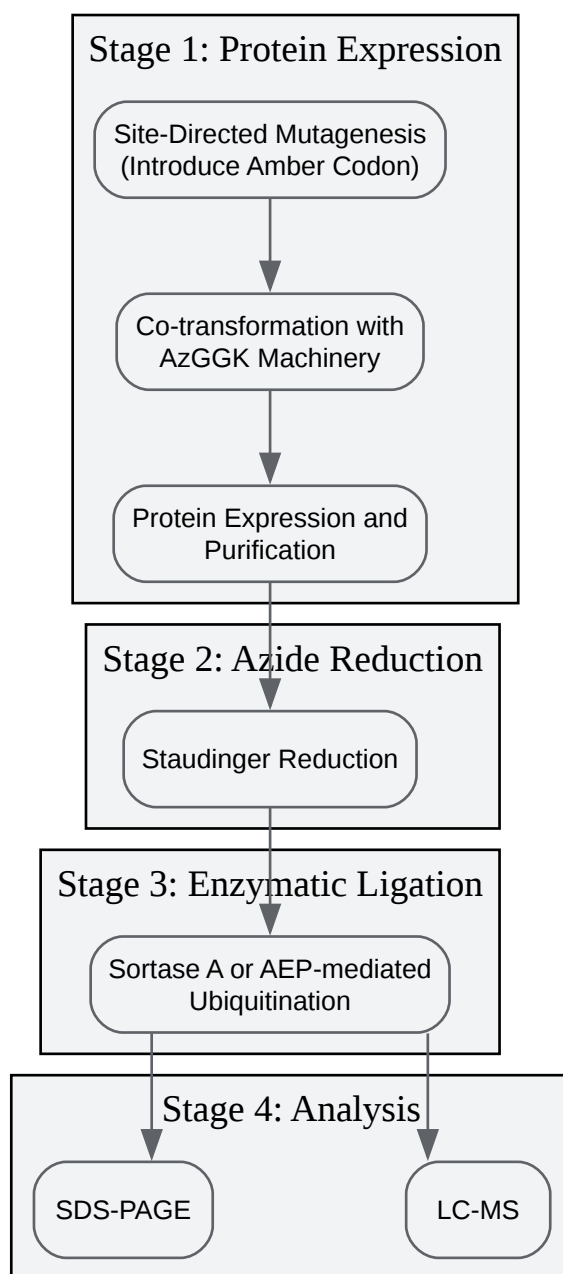 Stage 1: Protein Expression
Site-Directed Mutagenesis
(Introduce Amber Codon)
Co-transformation with
AzGGK Machinery
Protein Expression and
Purification
Stage 2: Azide Reduction
Staudinger Reduction
Stage 3: Enzymatic Ligation
Sortase A or AEP-mediated
Ubiquitination
Stage 4: Analysis
SDS-PAGE
LC-MS